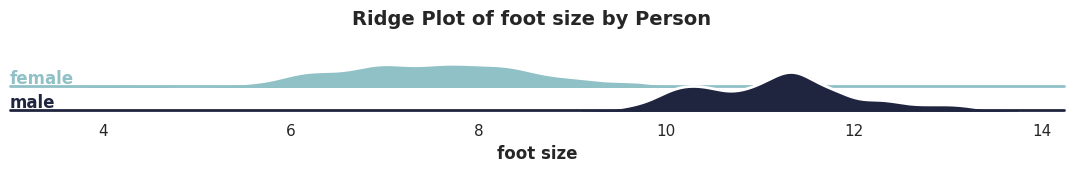 Ridge Plot of foot size by Person
female
male
4 6 8 10 12 14
foot size